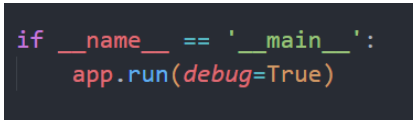 if __name__ == '__main__':
    app.run(debug=True)